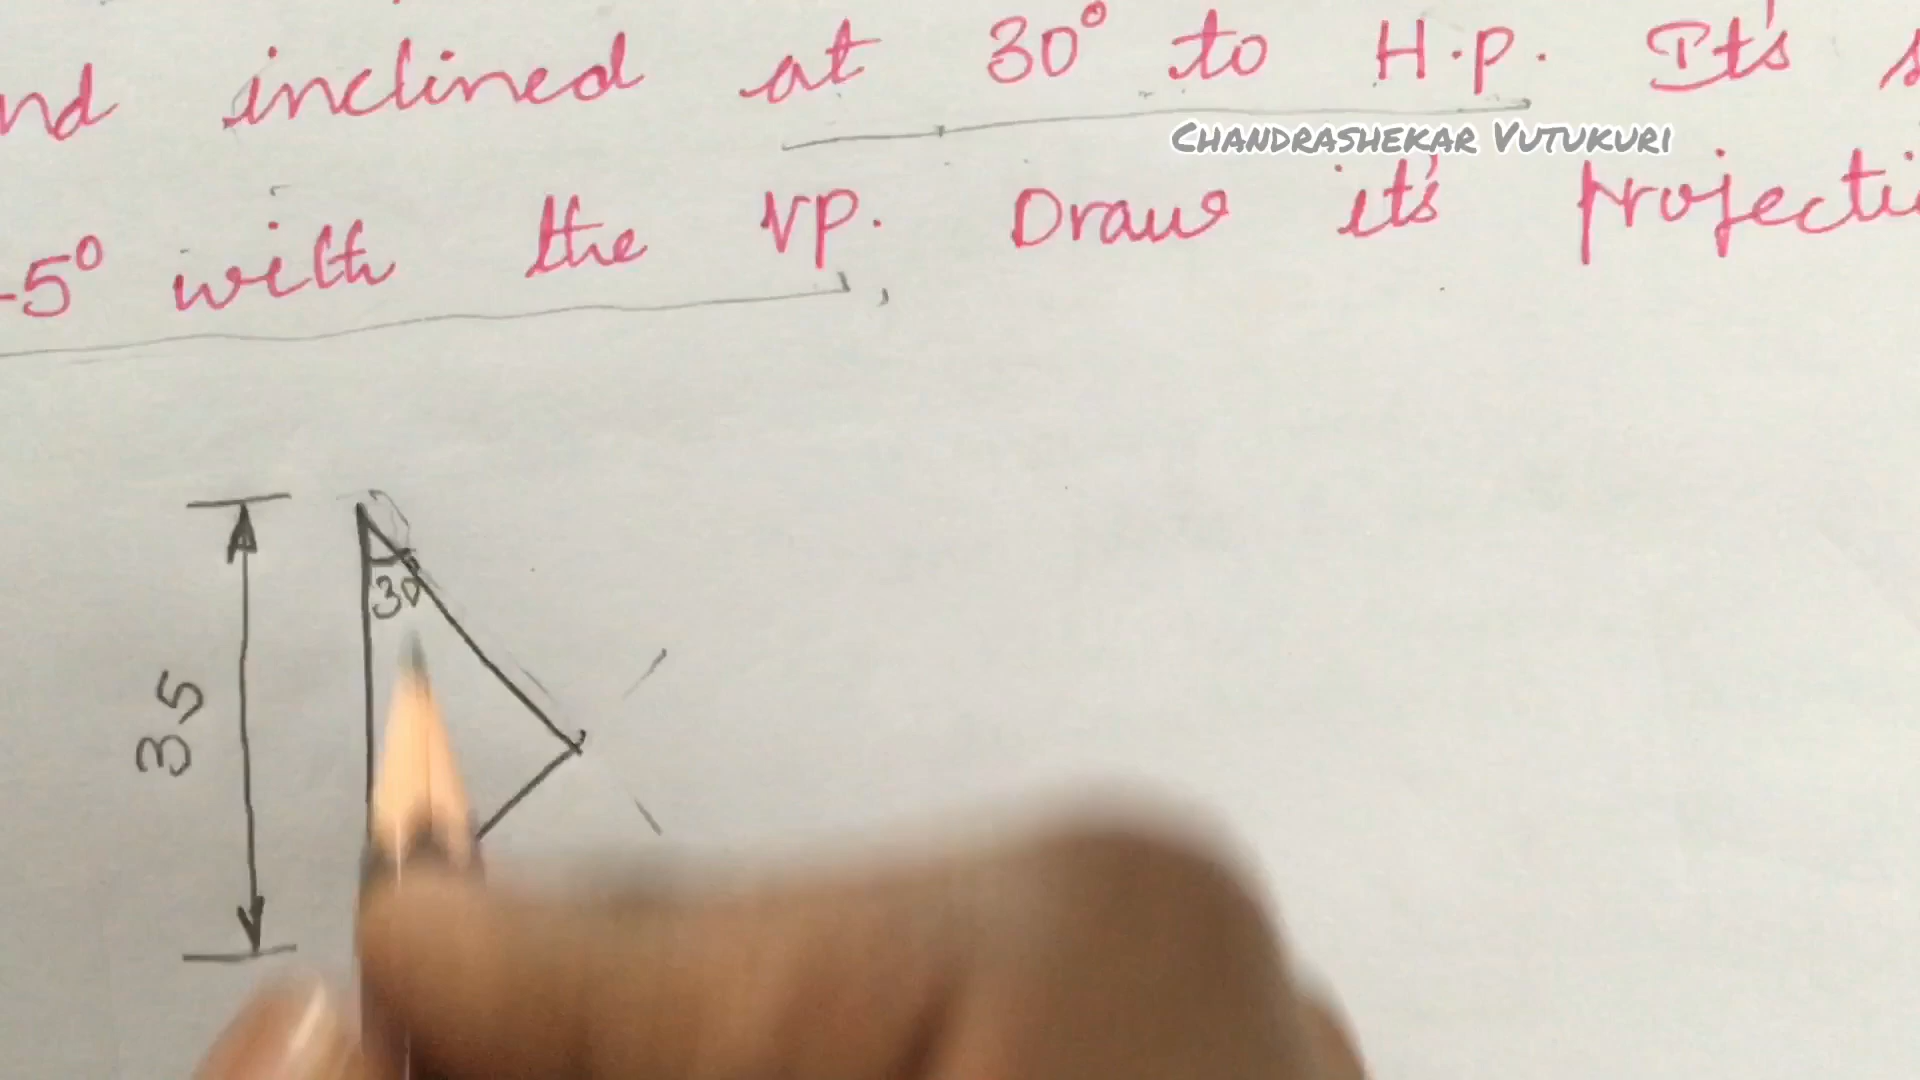 nd inclined at 30° to H.P. It's s
CHANDRASHEKAR VUTUKURI
5° with the VP. Draw it's projecti
30
35